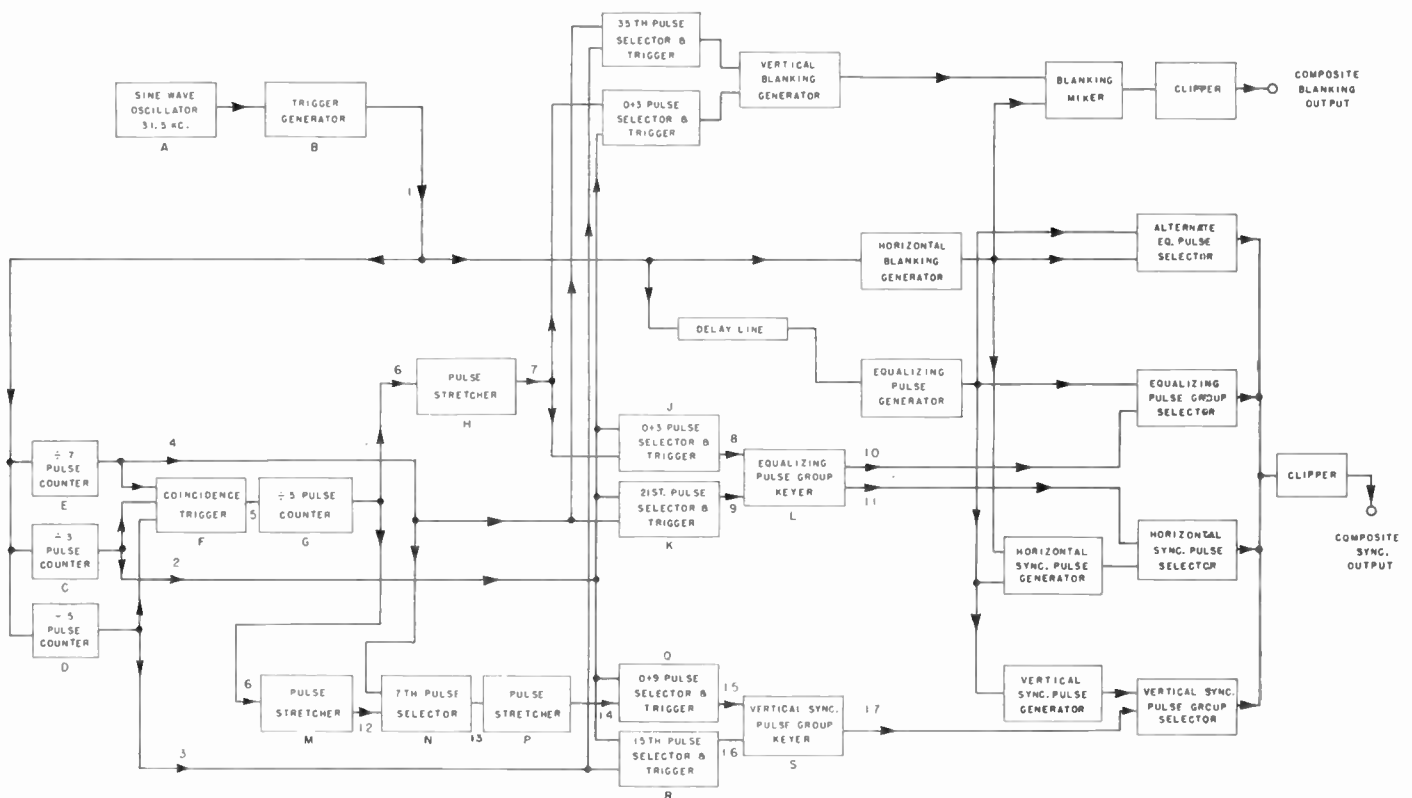 35TH PULSE
SELECTOR &
TRIGGER
VERTICAL
BLANKING
GENERATOR
BLANKING
MIXER
CLIPPER
COMPOSITE
BLANKING
OUTPUT
SINE WAVE
OSCILLATOR
31.5 KC.
A
TRIGGER
GENERATOR
B
0+3 PULSE
SELECTOR &
TRIGGER
1
ALTERNATE
EQ. PULSE
SELECTOR
HORIZONTAL
BLANKING
GENERATOR
DELAY LINE
EQUALIZING
PULSE
GENERATOR
EQUALIZING
PULSE GROUP
SELECTOR
6
PULSE
STRETCHER
H
7
J
0+3 PULSE
SELECTOR &
TRIGGER
8
÷ 7
PULSE
COUNTER
E
4
COINCIDENCE
TRIGGER
F
5
÷ 5 PULSE
COUNTER
G
21ST. PULSE
SELECTOR &
TRIGGER
K
9
EQUALIZING
PULSE GROUP
KEYER
L
10
11
CLIPPER
÷ 3
PULSE
COUNTER
C
2
HORIZONTAL
SYNC. PULSE
GENERATOR
HORIZONTAL
SYNC. PULSE
SELECTOR
COMPOSITE
SYNC.
OUTPUT
÷ 5
PULSE
COUNTER
D
3
6
PULSE
STRETCHER
M
12
7TH PULSE
SELECTOR
N
13
PULSE
STRETCHER
P
14
Q
0+9 PULSE
SELECTOR &
TRIGGER
15
15TH PULSE
SELECTOR &
TRIGGER
R
16
VERTICAL SYNC.
PULSE GROUP
KEYER
S
17
VERTICAL
SYNC. PULSE
GENERATOR
VERTICAL SYNC.
PULSE GROUP
SELECTOR